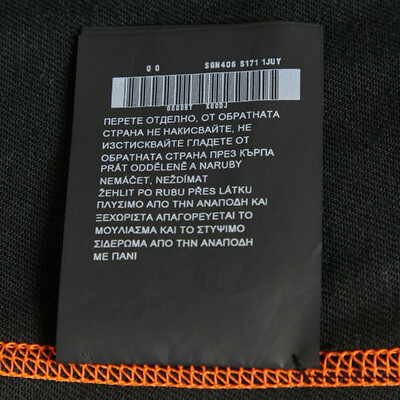 0 0 SGN406 S171 1JUY
ПЕРЕТЕ ОТДЕЛНО, ОТ ОБРАТНАТА
СТРАНА НЕ НАКИСВАЙТЕ, НЕ
ИЗСТИСКВАЙТЕ ГЛАДЕТЕ ОТ
ОБРАТНАТА СТРАНА ПРЕЗ КЪРПА
PRÁT ODDĚLENĚ A NARUBY
NEMÁČET, NEŽDÍMAT
ŽEHLIT PO RUBU PŘES LÁTKU
ΠΛΥΣΙΜΟ ΑΠΟ ΤΗΝ ΑΝΑΠΟΔΗ ΚΑΙ
ΞΕΧΩΡΙΣΤΑ ΑΠΑΓΟΡΕΥΕΤΑΙ ΤΟ
ΜΟΥΛΙΑΣΜΑ ΚΑΙ ΤΟ ΣΤΥΨΙΜΟ
ΣΙΔΕΡΩΜΑ ΑΠΟ ΤΗΝ ΑΝΑΠΟΔΗ
ΜΕ ΠΑΝΙ